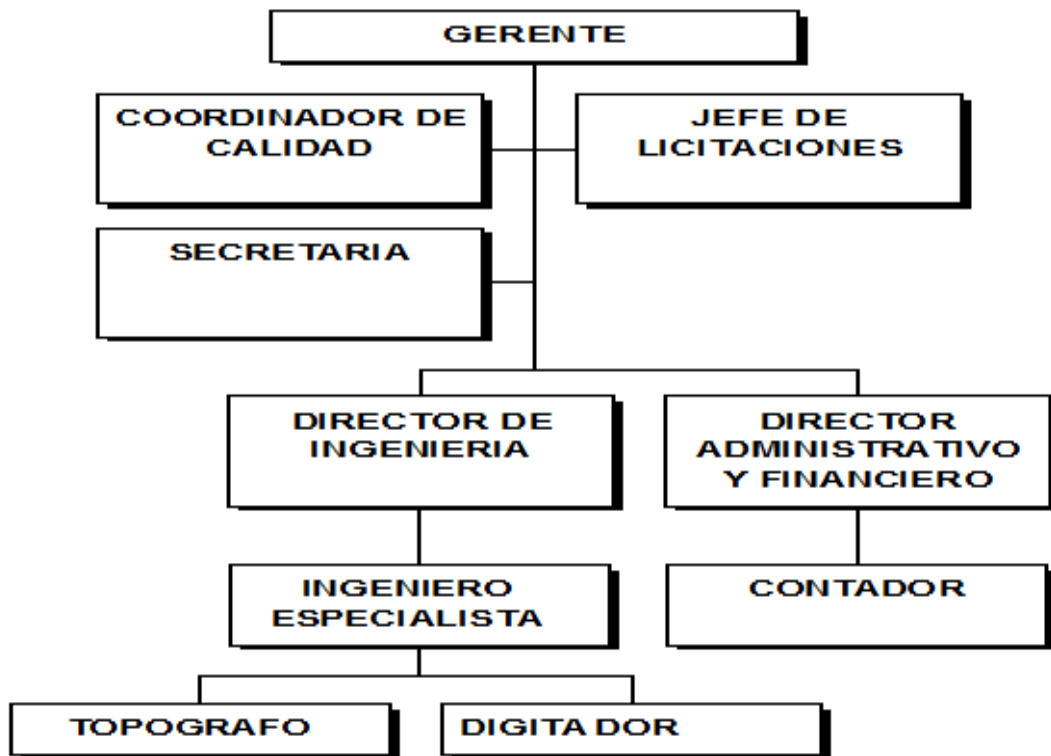 GERENTE
COORDINADOR DE
CALIDAD
JEFE DE
LICITACIONES
SECRETARIA
DIRECTOR DE
INGENIERIA
DIRECTOR
ADMINISTRATIVO
Y FINANCIERO
INGENIERO
ESPECIALISTA
CONTADOR
TOPOGRAFO
DIGITADOR